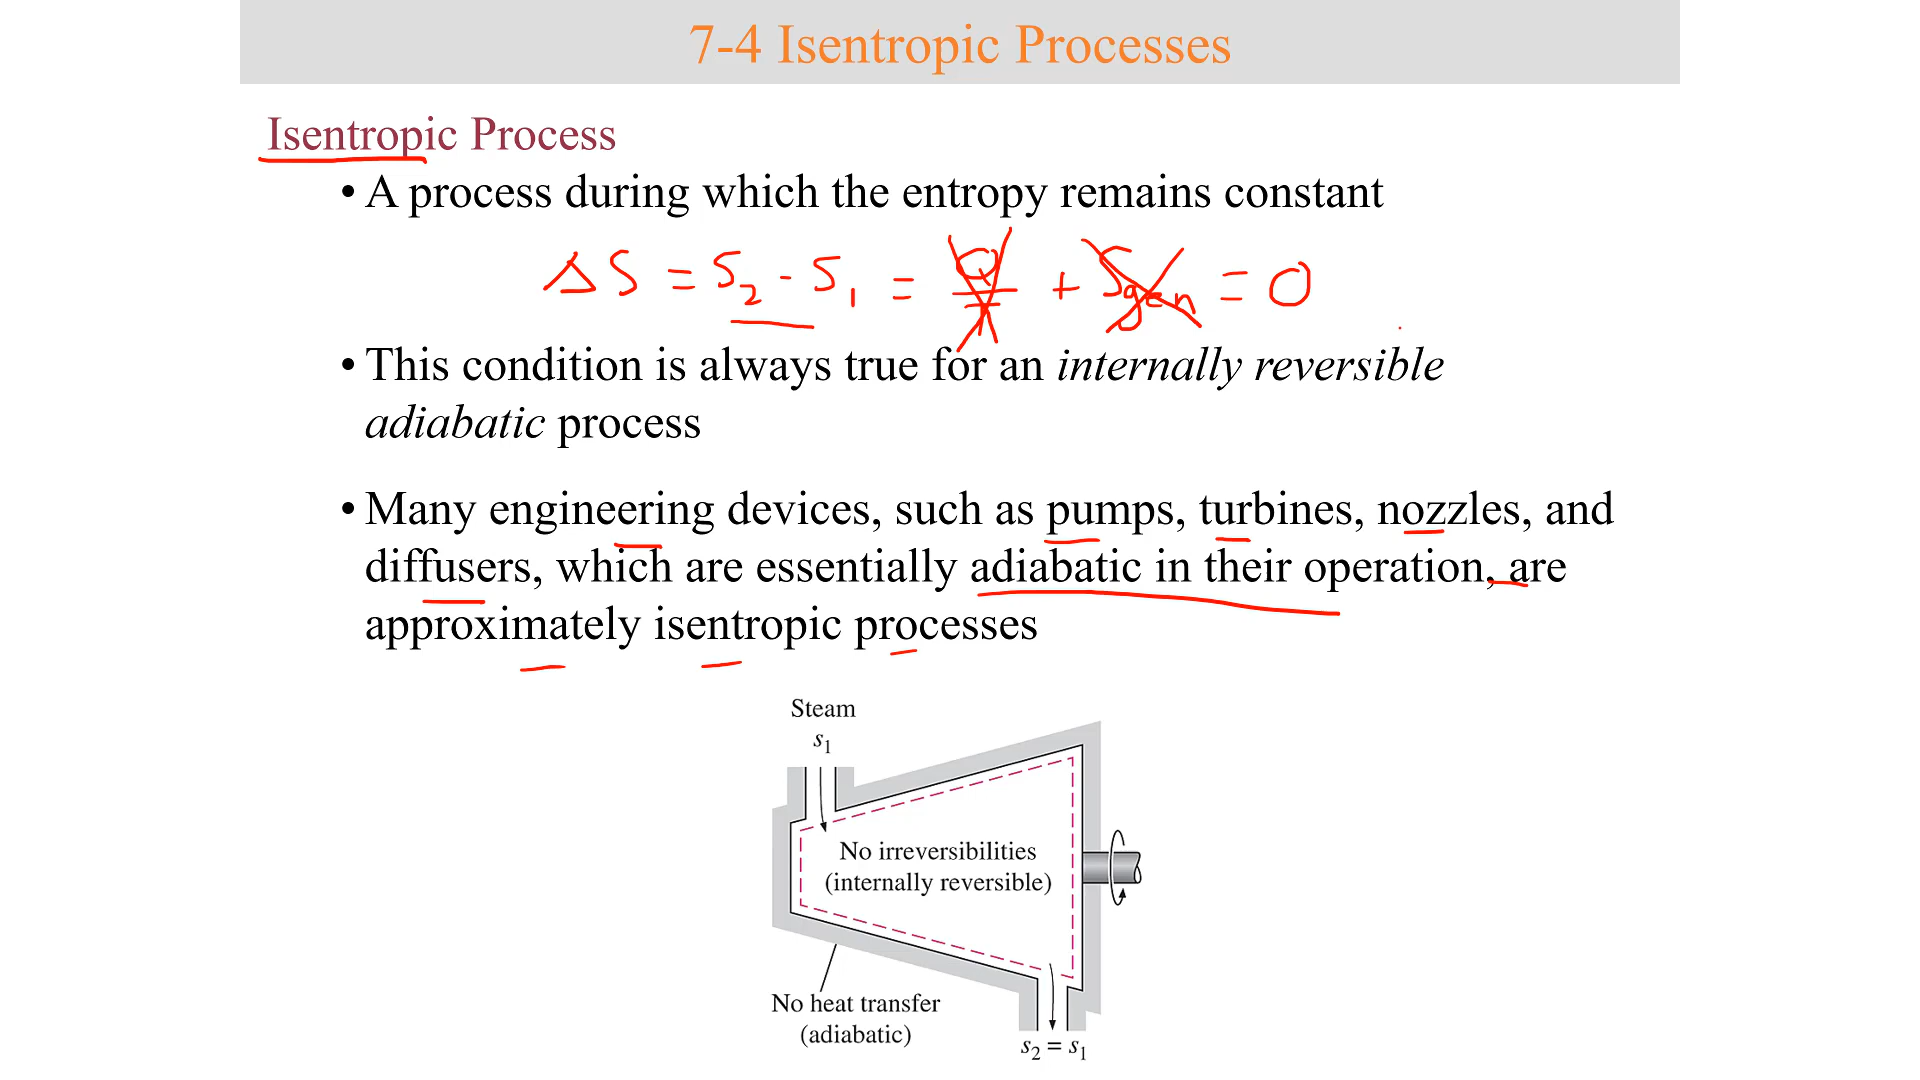 7-4 Isentropic Processes
Isentropic Process
• A process during which the entropy remains constant
ΔS = S₂ - S₁ = Q/T + Sgen = 0
• This condition is always true for an internally reversible
adiabatic process
• Many engineering devices, such as pumps, turbines, nozzles, and
diffusers, which are essentially adiabatic in their operation, are
approximately isentropic processes
Steam
s₁
No irreversibilities
(internally reversible)
No heat transfer
(adiabatic)
s₂ = s₁